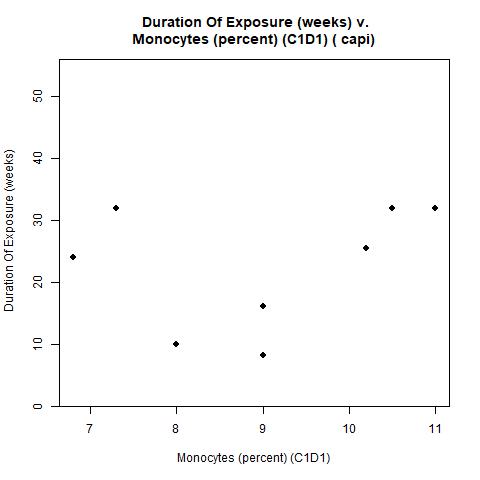 Duration Of Exposure (weeks) v.
Monocytes (percent) (C1D1) ( capi)
Duration Of Exposure (weeks)
50
40
30
20
10
0
7 8 9 10 11
Monocytes (percent) (C1D1)